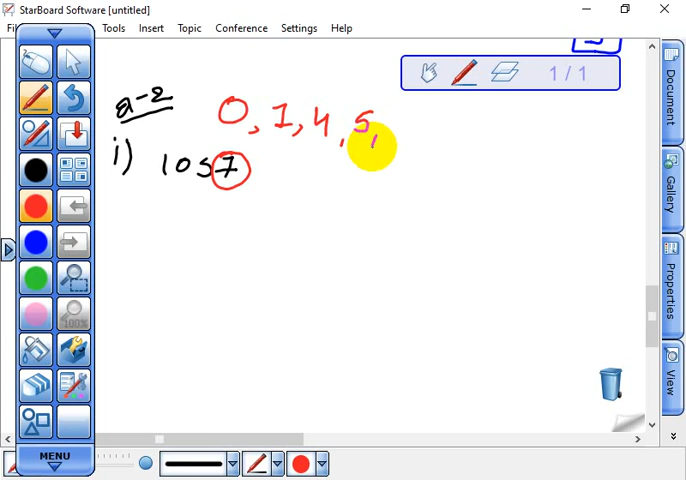 StarBoard Software [untitled]
Tools Insert Topic Conference Settings Help
1 / 1
Q-2
0, 1, 4, 5,
i) 1057
Document
Gallery
Properties
View
100%
MENU